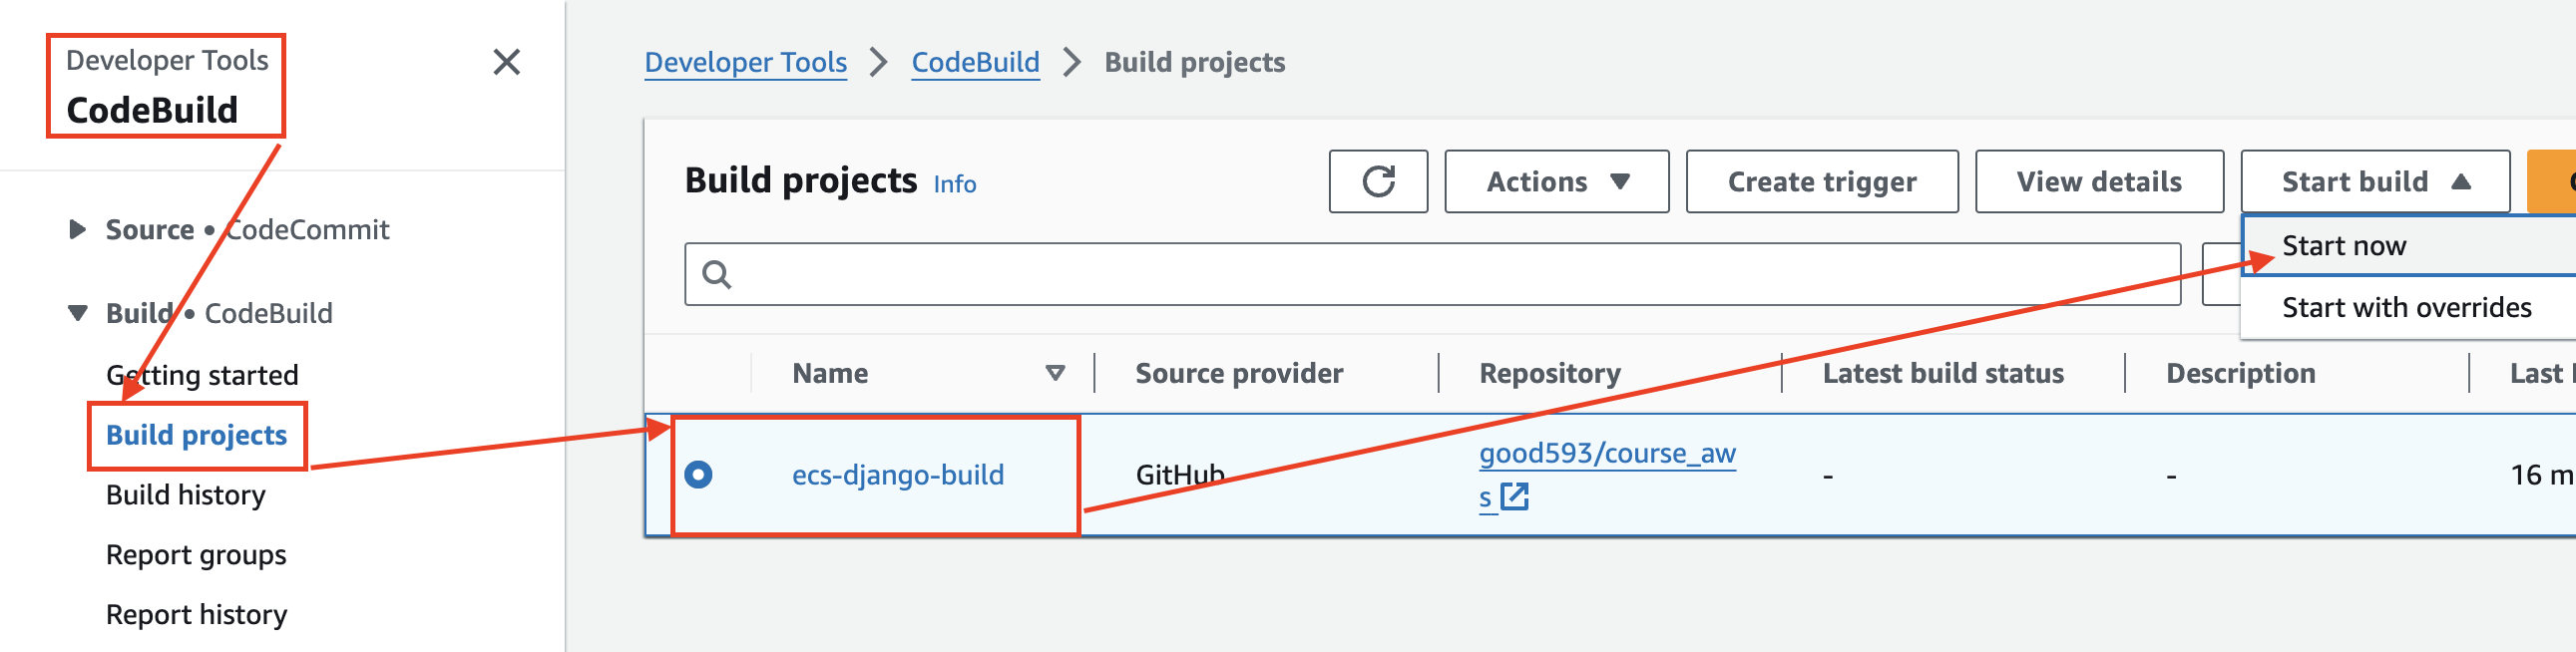 Developer Tools
CodeBuild
Source • CodeCommit
Build • CodeBuild
Getting started
Build projects
Build history
Report groups
Report history
Developer Tools > CodeBuild > Build projects
Build projects Info
Actions Create trigger View details Start build
Start now
Start with overrides
Name Source provider Repository Latest build status Description Last
ecs-django-build GitHub good593/course_aw
s - - 16 m